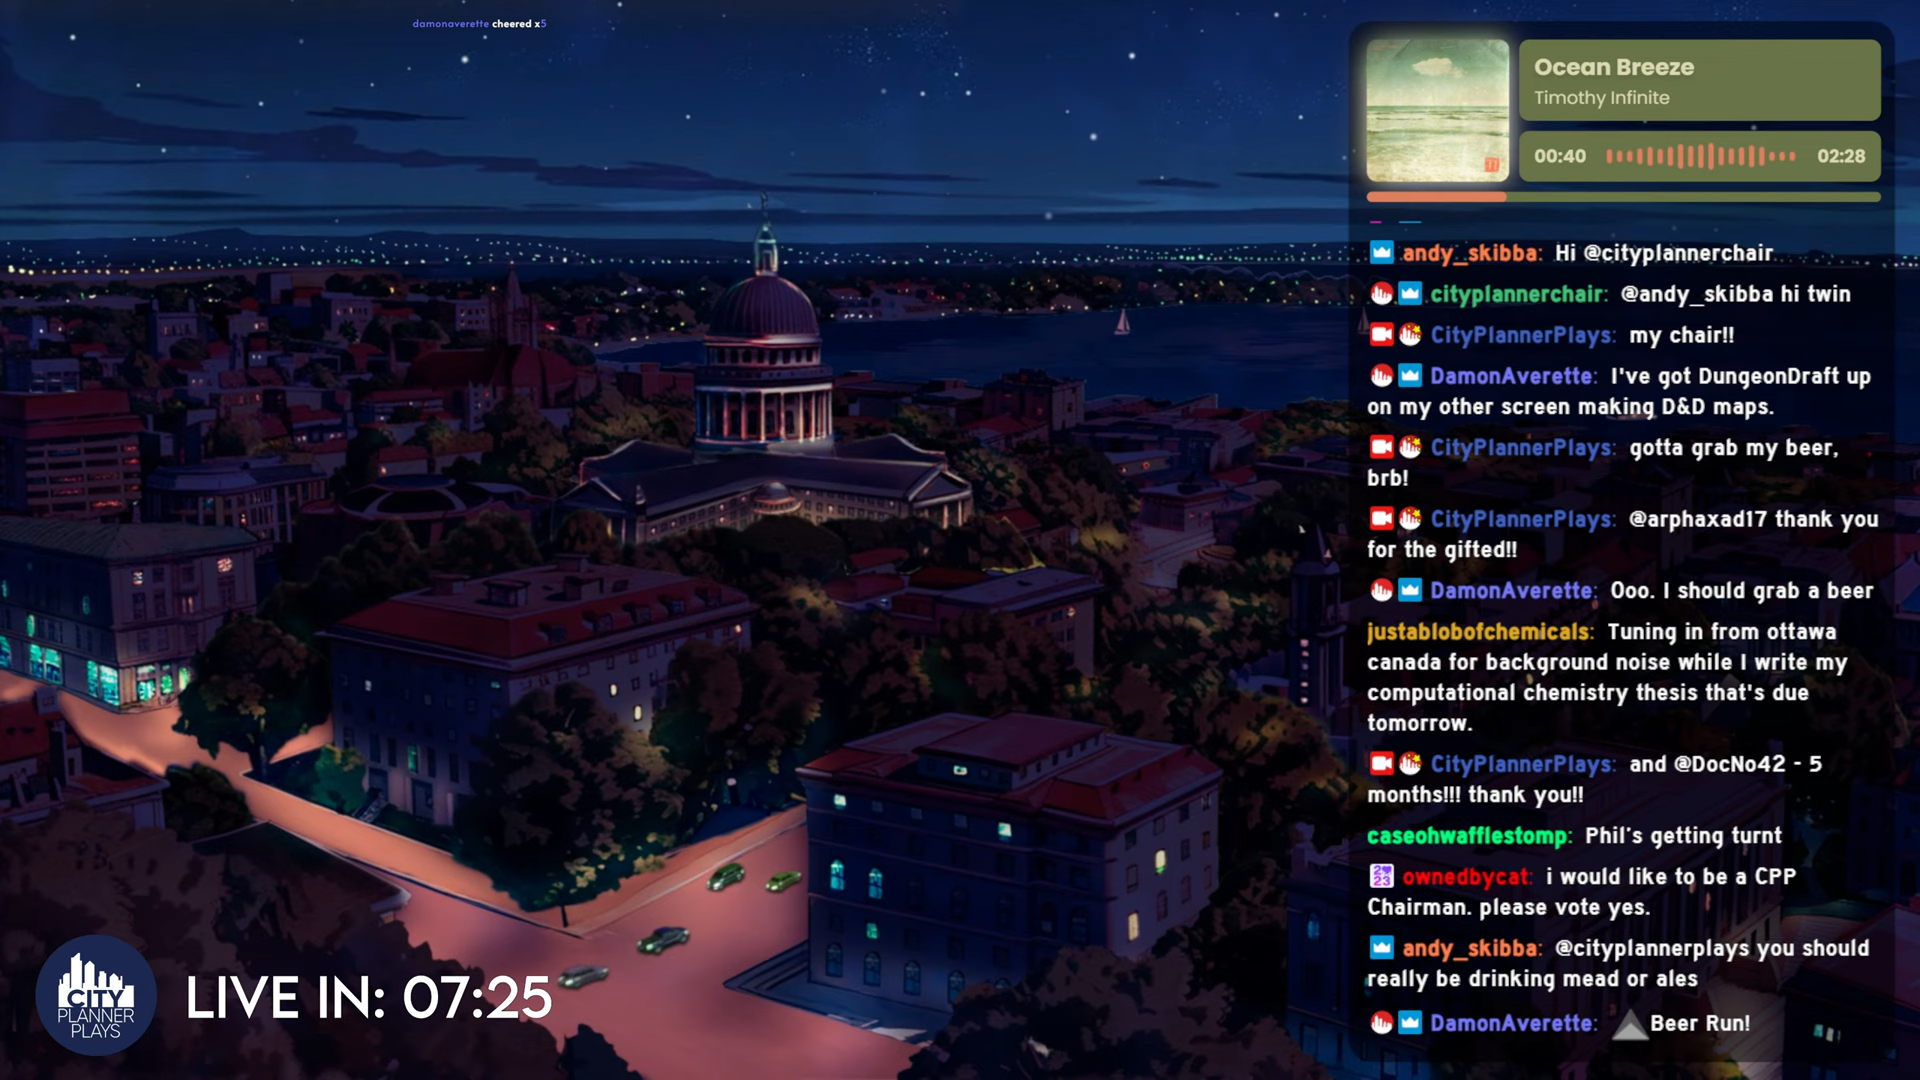 damonaverette cheered x5
Ocean Breeze
Timothy Infinite
00:40
02:28
andy_skibba: Hi @cityplannerchair
cityplannerchair: @andy_skibba hi twin
CityPlannerPlays: my chair!!
DamonAverette: I've got DungeonDraft up
on my other screen making D&D maps.
CityPlannerPlays: gotta grab my beer,
brb!
CityPlannerPlays: @arphaxad17 thank you
for the gifted!!
DamonAverette: Ooo. I should grab a beer
justablobofchemicals: Tuning in from ottawa
canada for background noise while I write my
computational chemistry thesis that's due
tomorrow.
CityPlannerPlays: and @DocNo42 - 5
months!!! thank you!!
caseohwafflestomp: Phil's getting turnt
2023 ownedbycat: i would like to be a CPP
Chairman. please vote yes.
andy_skibba: @cityplannerplays you should
really be drinking mead or ales
DamonAverette: Beer Run!
CITY
PLANNER
PLAYS
LIVE IN: 07:25